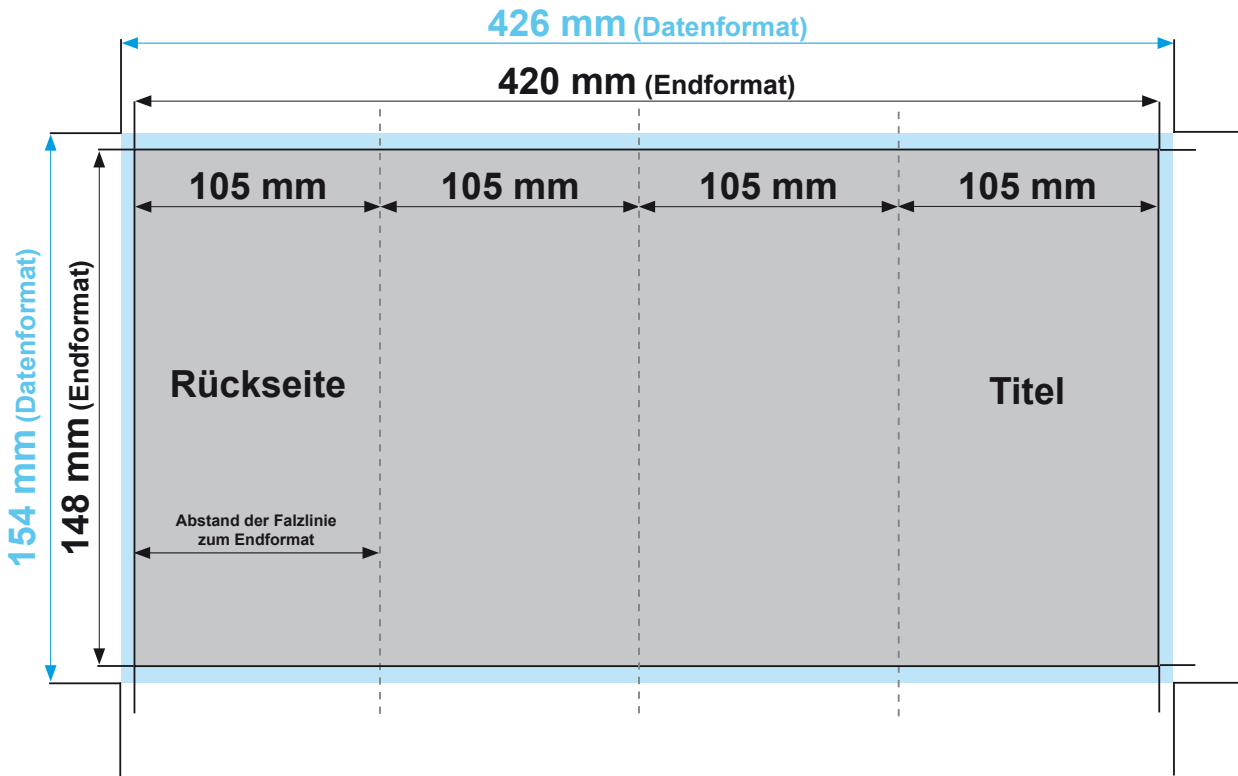 426 mm (Datenformat)
420 mm (Endformat)
105 mm
105 mm
105 mm
105 mm
154 mm (Datenformat)
148 mm (Endformat)
Rückseite
Titel
Abstand der Falzlinie
zum Endformat